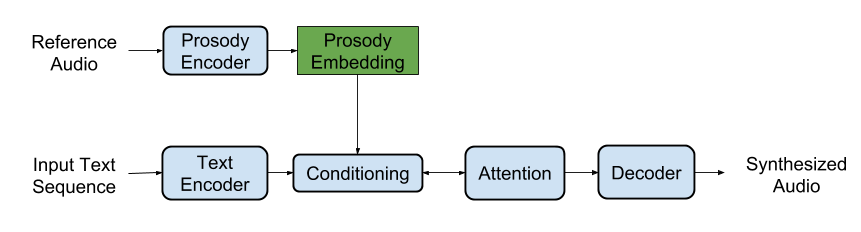 Reference
Audio
Prosody
Encoder
Prosody
Embedding
Input Text
Sequence
Text
Encoder
Conditioning
Attention
Decoder
Synthesized
Audio